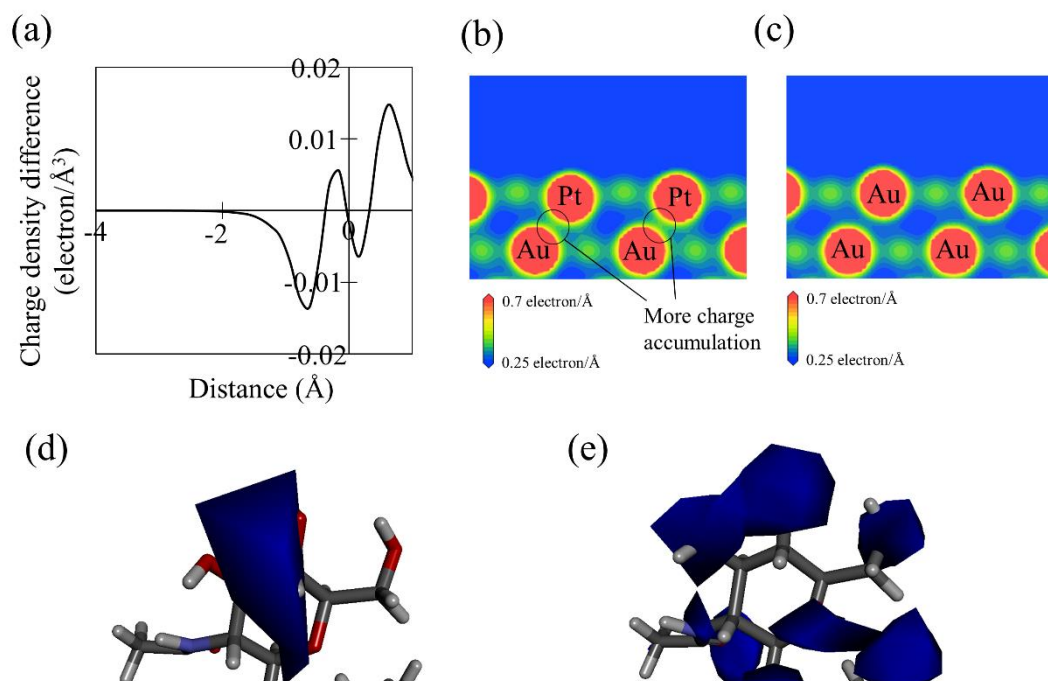 (a)
Charge density difference
(electron/Å³)
0.02
0.01
-4
-2
0
-0.01
-0.02
Distance (Å)
(b)
Pt
Pt
Au
Au
More charge
accumulation
0.7 electron/Å
0.25 electron/Å
(c)
Au
Au
Au
Au
0.7 electron/Å
0.25 electron/Å
(d)
(e)